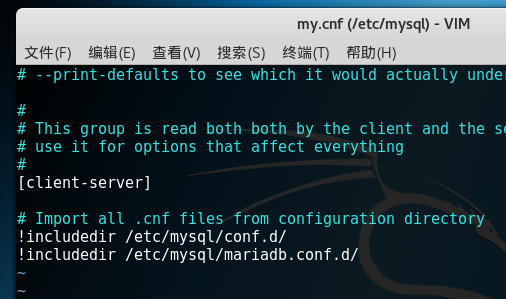 my.cnf (/etc/mysql) - VIM
文件(F) 编辑(E) 查看(V) 搜索(S) 终端(T) 帮助(H)
# --print-defaults to see which it would actually
#
# This group is read both both by the client and the
# use it for options that affect everything
#
[client-server]
# Import all .cnf files from configuration directory
!includedir /etc/mysql/conf.d/
!includedir /etc/mysql/mariadb.conf.d/
~
~